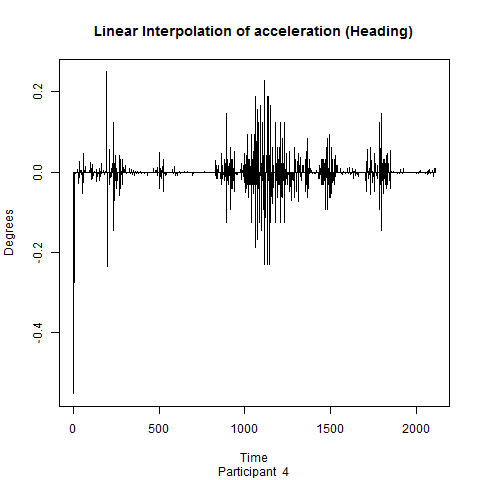 Linear Interpolation of acceleration (Heading)
0.2
0.0
-0.2
-0.4
Degrees
0 500 1000 1500 2000
Time
Participant 4